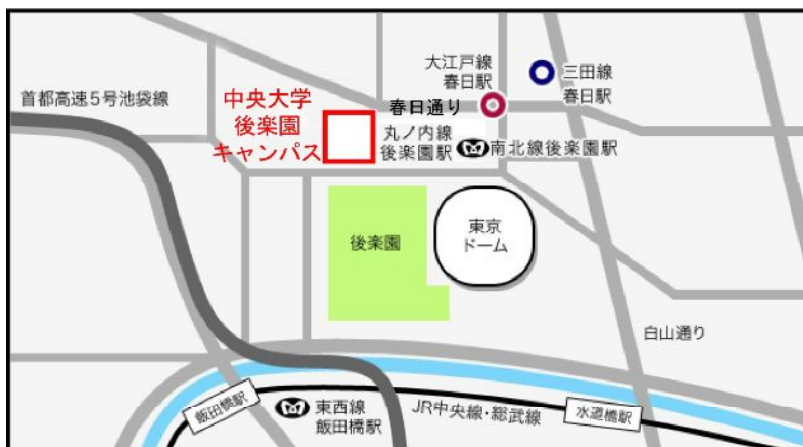 大江戸線
春日駅
三田線
春日駅
首都高速5号池袋線
中央大学
後楽園
キャンパス
春日通り
丸ノ内線
後楽園駅
南北線後楽園駅
後楽園
東京
ドーム
白山通り
飯田橋駅
東西線
飯田橋駅
JR中央線・総武線
水道橋駅